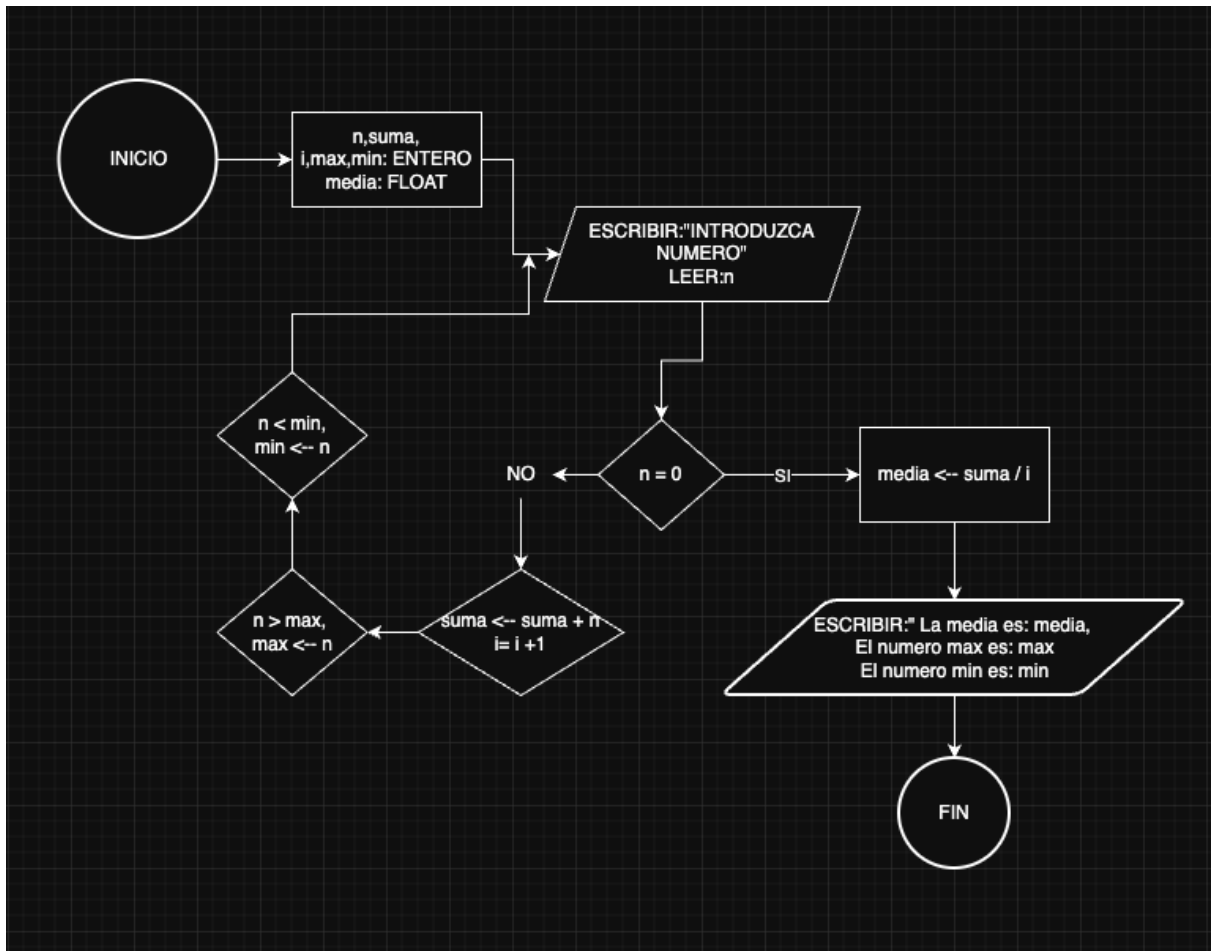 INICIO
n,suma,
i,max,min: ENTERO
media: FLOAT
ESCRIBIR:"INTRODUZCA
NUMERO"
LEER:n
n = 0
NO
SI
media <-- suma / i
suma <-- suma + n
i= i +1
n > max,
max <-- n
n < min,
min <-- n
ESCRIBIR:" La media es: media,
El numero max es: max
El numero min es: min
FIN